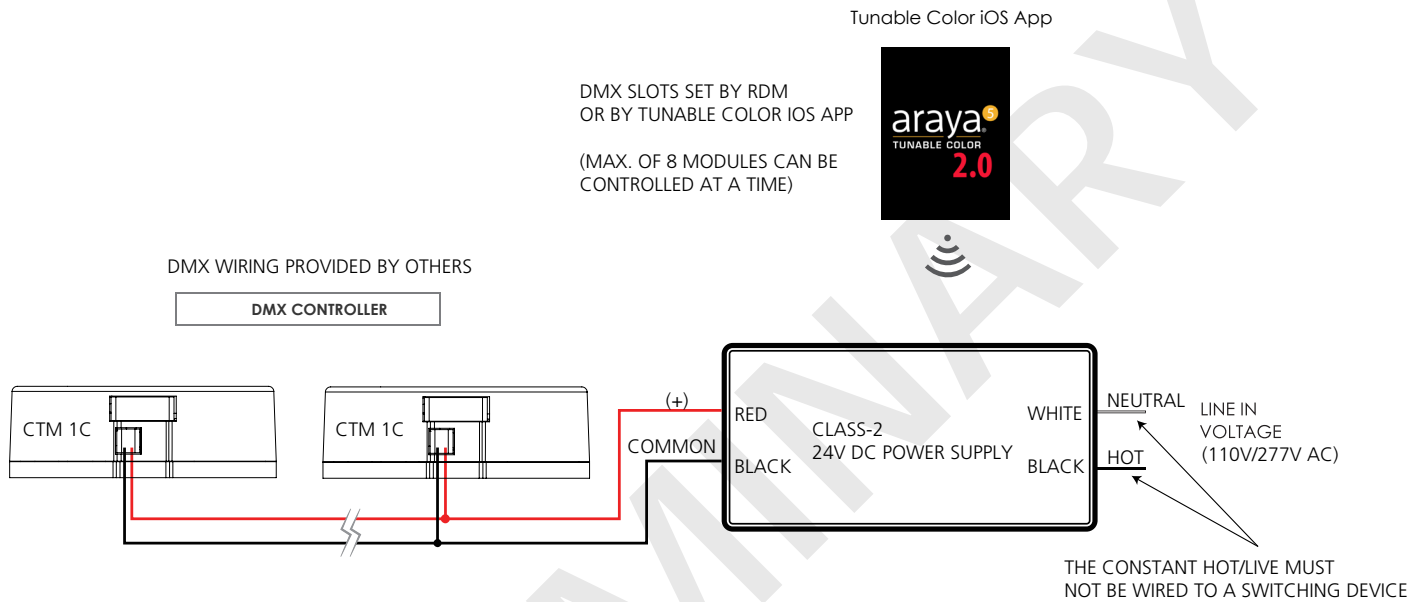 Tunable Color iOS App
DMX SLOTS SET BY RDM
OR BY TUNABLE COLOR IOS APP
(MAX. OF 8 MODULES CAN BE
CONTROLLED AT A TIME)
araya 5
TUNABLE COLOR
2.0
DMX WIRING PROVIDED BY OTHERS
DMX CONTROLLER
CTM 1C
CTM 1C
(+)
COMMON
RED
BLACK
CLASS-2
24V DC POWER SUPPLY
WHITE
BLACK
NEUTRAL
HOT
LINE IN
VOLTAGE
(110V/277V AC)
THE CONSTANT HOT/LIVE MUST
NOT BE WIRED TO A SWITCHING DEVICE
MINARY